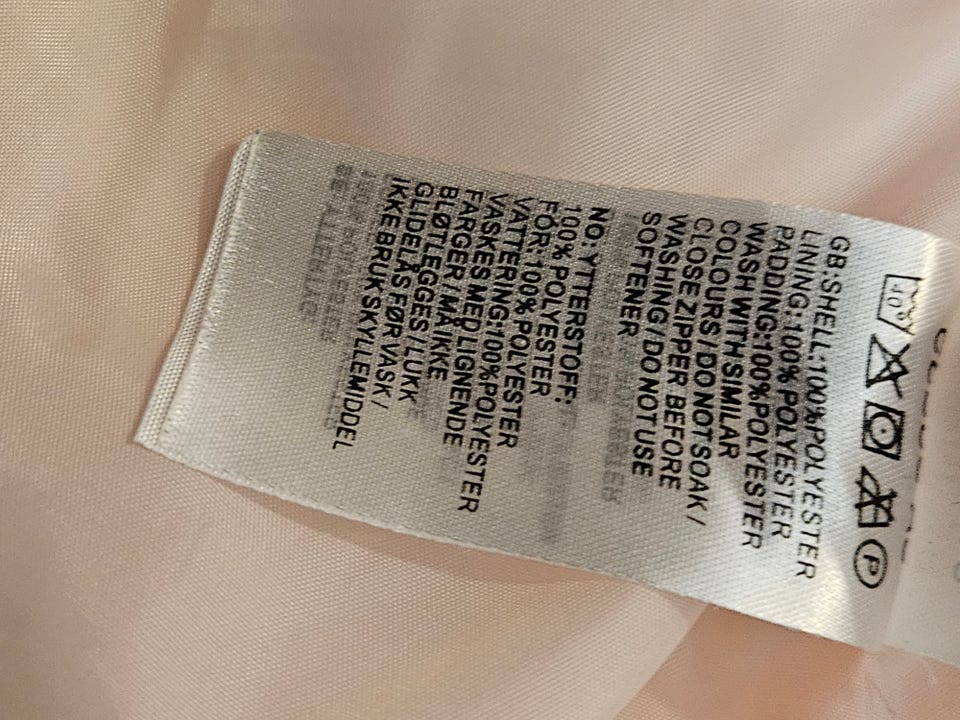 40
P
GB:SHELL:100%POLYESTER
LINING:100% POLYESTER
PADDING:100%POLYESTER
WASH WITH SIMILAR
COLOURS/DO NOT SOAK/
CLOSE ZIPPER BEFORE
WASHING/DO NOT USE
SOFTENER
NO:YTTERSTOFF:
100% POLYESTER
FÓR:100% POLYESTER
VATTERING:100%POLYESTER
VASKES MED LIGNENDE
FARGER/MÅ IKKE
BLØTLEGGES/LUKK
GLIDELÅS FØR VASK/
IKKE BRUK SKYLLEMIDDEL